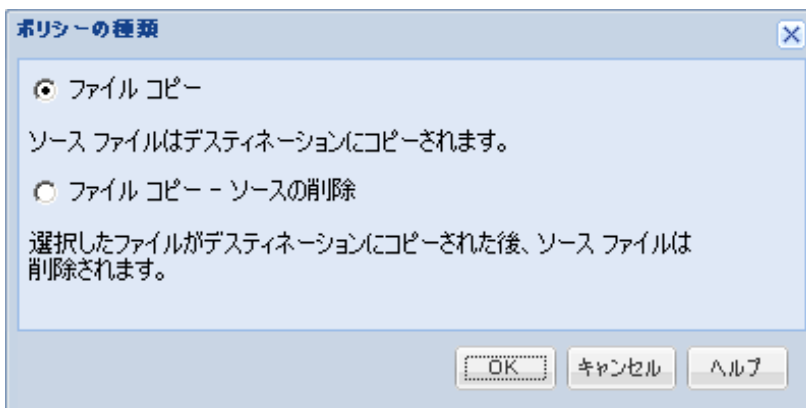 ポリシーの種類
ファイル コピー
ソース ファイルはデスティネーションにコピーされます。
ファイル コピー - ソースの削除
選択したファイルがデスティネーションにコピーされた後、ソース ファイルは
削除されます。
OK キャンセル ヘルプ